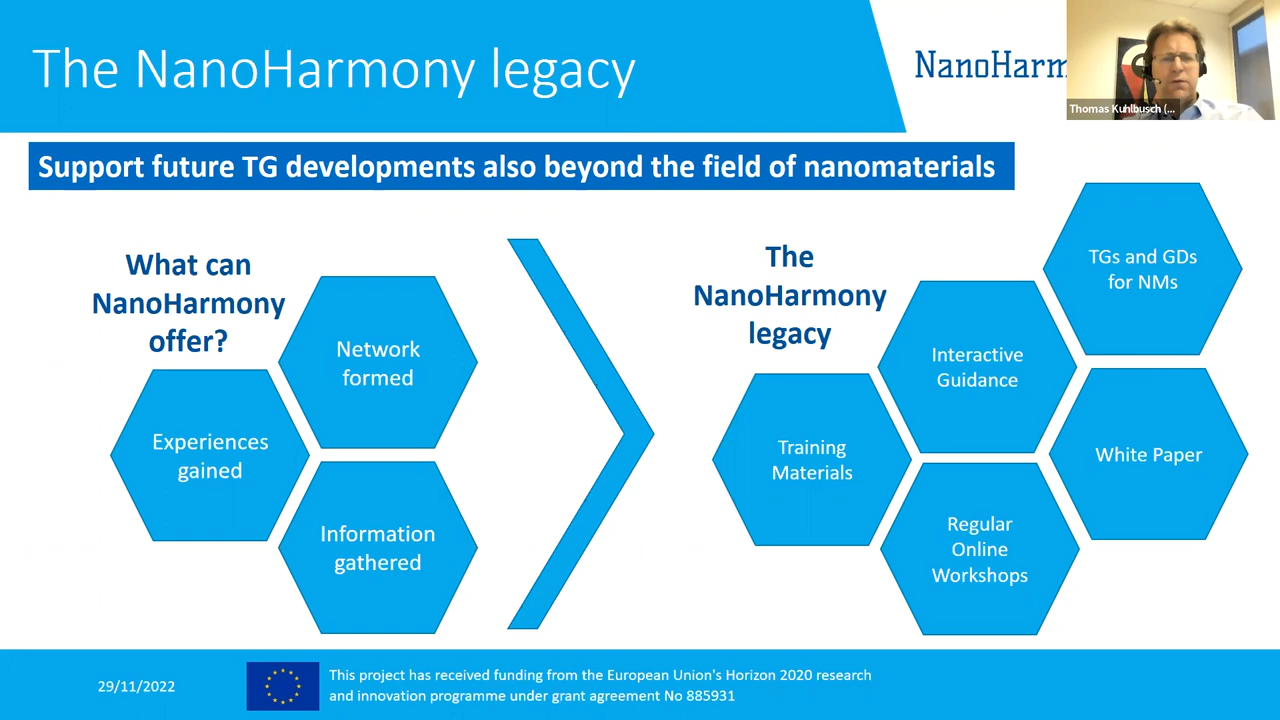 The NanoHarmony legacy
NanoHarm
Thomas Kuhlbusch (...
Support future TG developments also beyond the field of nanomaterials
What can
NanoHarmony
offer?
Network
formed
Experiences
gained
Information
gathered
The
NanoHarmony
legacy
TGs and GDs
for NMs
Interactive
Guidance
Training
Materials
White Paper
Regular
Online
Workshops
29/11/2022
This project has received funding from the European Union's Horizon 2020 research
and innovation programme under grant agreement No 885931